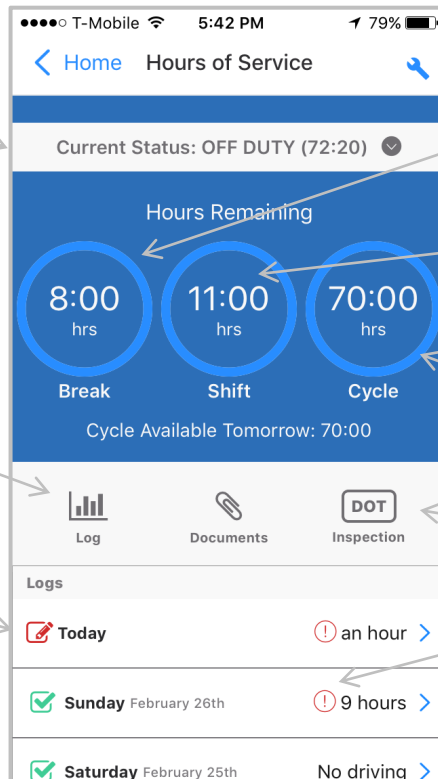 T-Mobile 5:42 PM 79%
Home Hours of Service
Current Status: OFF DUTY (72:20)
Hours Remaining
8:00 11:00 70:00
hrs hrs hrs
Break Shift Cycle
Cycle Available Tomorrow: 70:00
DOT
Log Documents Inspection
Logs
Today ! an hour
Sunday February 26th ! 9 hours
Saturday February 25th No driving